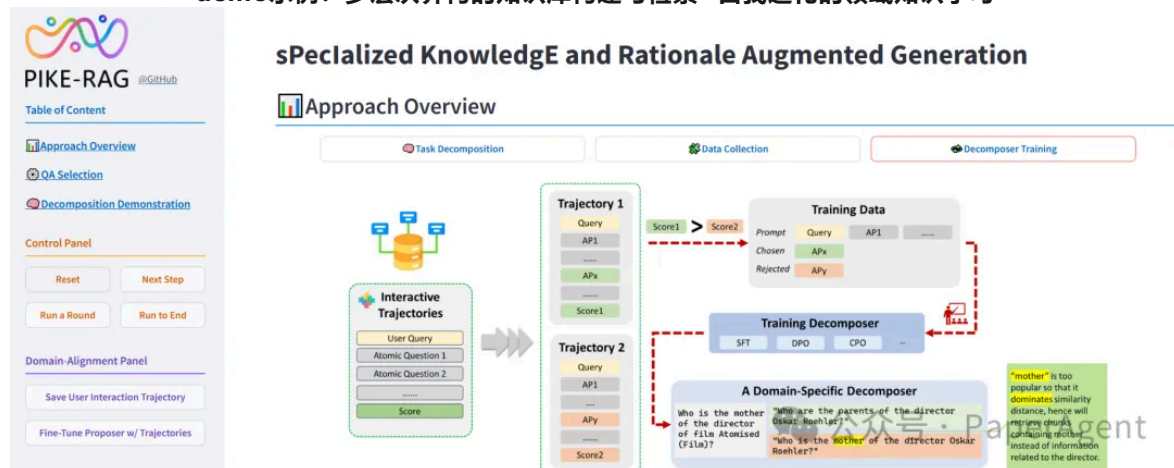 PIKE-RAG @GitHub
Table of Content
Approach Overview
QA Selection
Decomposition Demonstration
Control Panel
Reset
Next Step
Run a Round
Run to End
Domain-Alignment Panel
Save User Interaction Trajectory
Fine-Tune Proposer w/ Trajectories
sPecIalized KnowledgE and Rationale Augmented Generation
Approach Overview
Task Decomposition
Data Collection
Decomposer Training
Interactive
Trajectories
User Query
Atomic Question 1
Atomic Question 2
......
Score
Trajectory 1
Query
AP1
......
APx
......
Score1
Trajectory 2
Query
AP1
......
APy
......
Score2
Score1 > Score2
Training Data
Prompt Query AP1 ......
Chosen APx
Rejected APy
Training Decomposer
SFT DPO CPO ...
A Domain-Specific Decomposer
Who is the mother
of the director
of film Atomised
(Film)?
"Who are the parents of the director
Oskar Roehler?"
"Who is the mother of the director Oskar
Roehler?"
"mother" is too
popular so that it
dominates similarity
distance, hence will
retrieve chunks
containing mother
instead of information
related to the director.
公众号 · PaperAgent